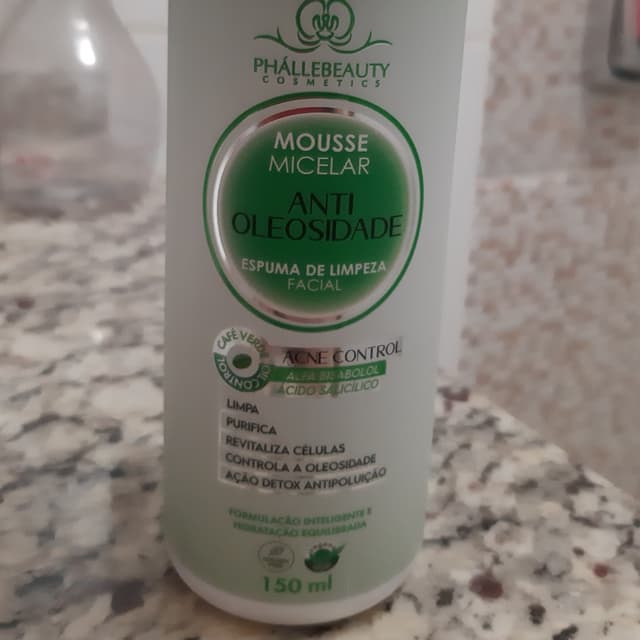 PHÁLLEBEAUTY
COSMETICS
MOUSSE
MICELAR
ANTI
OLEOSIDADE
ESPUMA DE LIMPEZA
FACIAL
CAFÉ VERDE
CONTROL
ACNE CONTROL
ALFA BISABOLOL
ÁCIDO SALICÍLICO
LIMPA
PURIFICA
REVITALIZA CÉLULAS
CONTROLA A OLEOSIDADE
AÇÃO DETOX ANTIPOLUIÇÃO
FORMULAÇÃO INTELIGENTE E
HIDRATAÇÃO EQUILIBRADA
150 ml